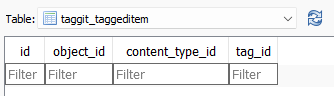 Table: taggit_taggeditem
id object_id content_type_id tag_id
Filter Filter Filter Filter